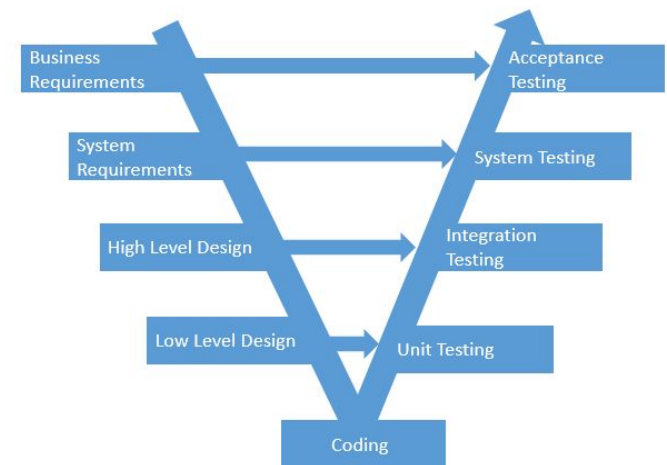 Business
Requirements
Acceptance
Testing
System
Requirements
System Testing
High Level Design
Integration
Testing
Low Level Design
Unit Testing
Coding